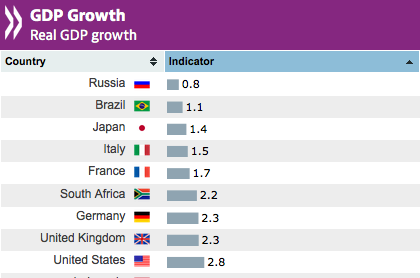 GDP Growth
Real GDP growth
Country Indicator
Russia 0.8
Brazil 1.1
Japan 1.4
Italy 1.5
France 1.7
South Africa 2.2
Germany 2.3
United Kingdom 2.3
United States 2.8